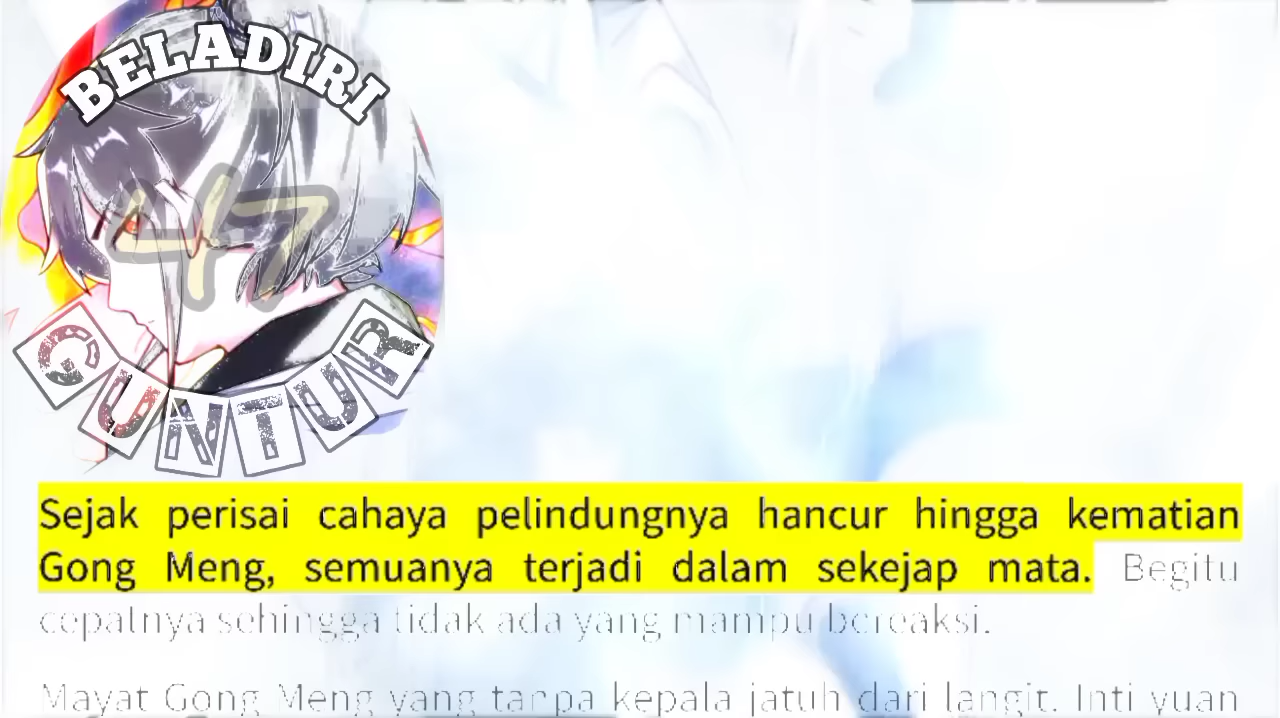 BELADIRI
47
GUNTUR
Sejak perisai cahaya pelindungnya hancur hingga kematian
Gong Meng, semuanya terjadi dalam sekejap mata. Begitu
cepatnya sehingga tidak ada yang mampu bereaksi.
Mayat Gong Meng yang tanpa kepala jatuh dari langit. Inti yuan